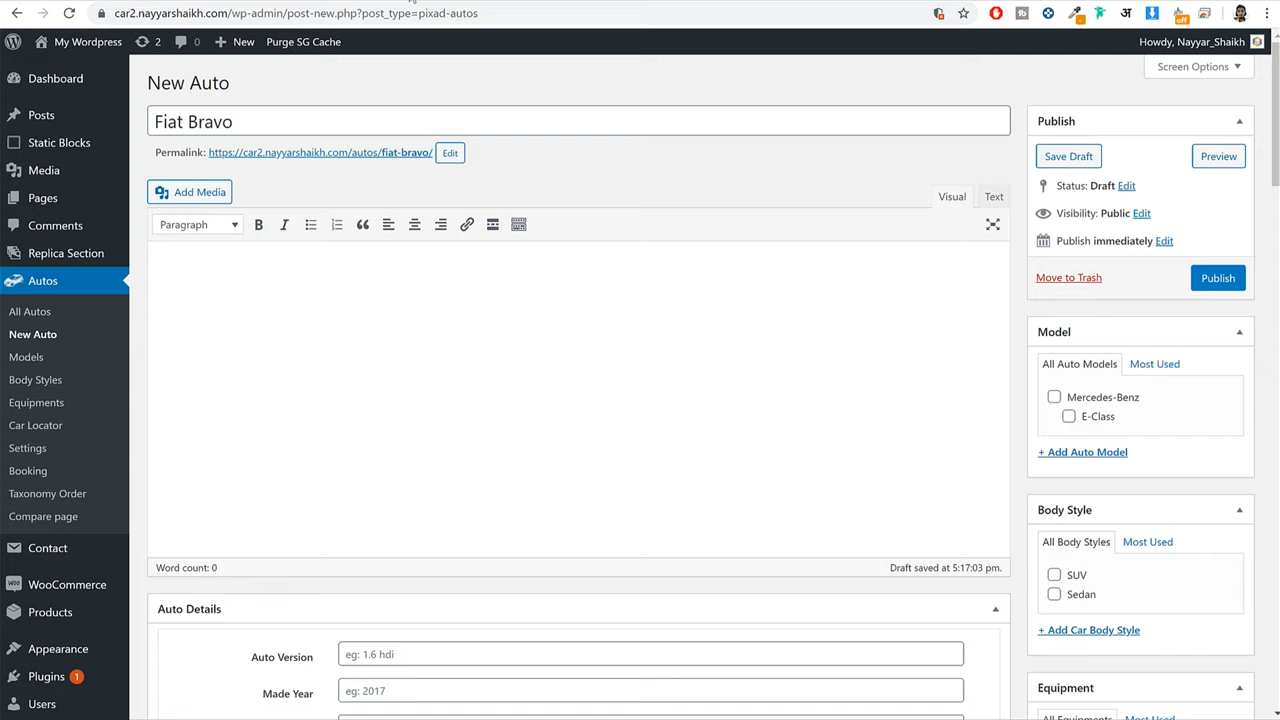 car2.nayyarshaikh.com/wp-admin/post-new.php?post_type=pixad-autos
अ
off
My Wordpress
2
0
New
Purge SG Cache
Howdy, Nayyar_Shaikh
Dashboard
Posts
Static Blocks
Media
Pages
Comments
Replica Section
Autos
All Autos
New Auto
Models
Body Styles
Equipments
Car Locator
Settings
Booking
Taxonomy Order
Compare page
Contact
WooCommerce
Products
Appearance
Plugins 1
Users
Screen Options
New Auto
Fiat Bravo
Permalink: https://car2.nayyarshaikh.com/autos/fiat-bravo/ Edit
Add Media
Visual Text
Paragraph
B I
Word count: 0
Draft saved at 5:17:03 pm.
Auto Details
Auto Version
eg: 1.6 hdi
Made Year
eg: 2017
Publish
Save Draft
Preview
Status: Draft Edit
Visibility: Public Edit
Publish immediately Edit
Move to Trash
Publish
Model
All Auto Models
Most Used
Mercedes-Benz
E-Class
+ Add Auto Model
Body Style
All Body Styles
Most Used
SUV
Sedan
+ Add Car Body Style
Equipment
All Equipments
Most Used